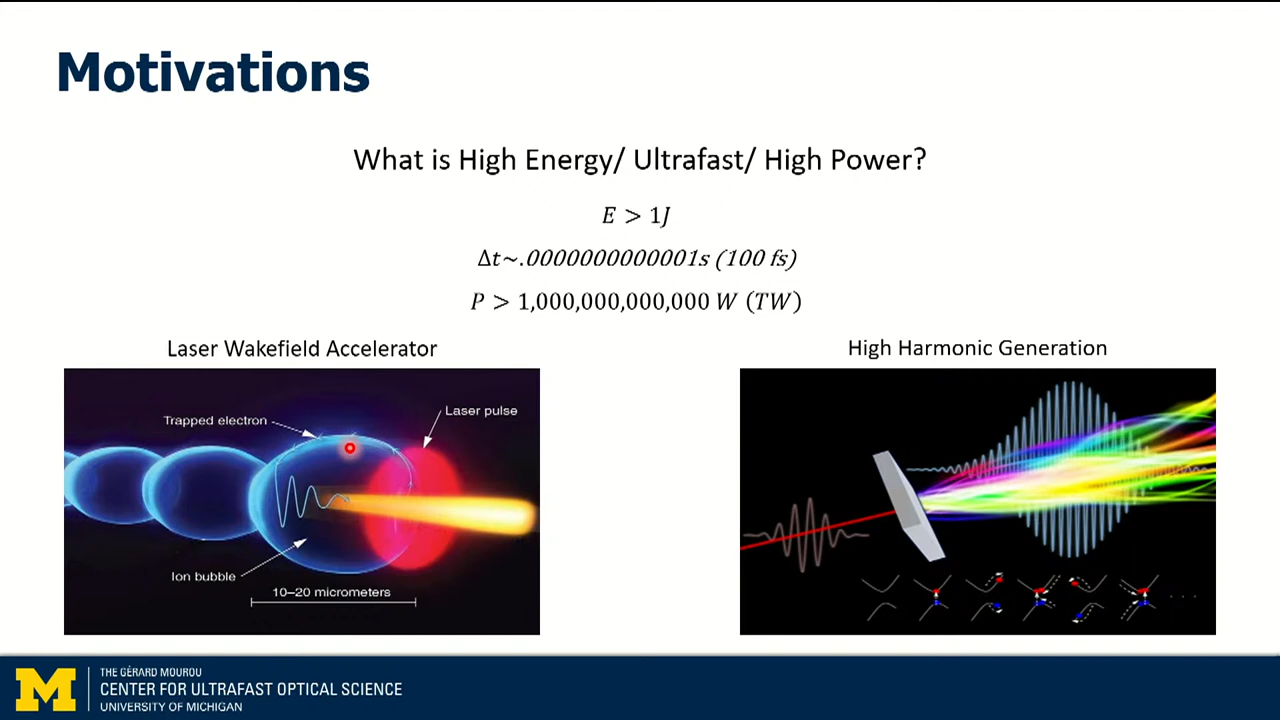 Motivations
What is High Energy/ Ultrafast/ High Power?
E > 1J
Δt~.0000000000001s (100 fs)
P > 1,000,000,000,000 W (TW)
Laser Wakefield Accelerator
High Harmonic Generation
Trapped electron
Laser pulse
Ion bubble
10–20 micrometers
M
THE GÉRARD MOUROU
CENTER FOR ULTRAFAST OPTICAL SCIENCE
UNIVERSITY OF MICHIGAN